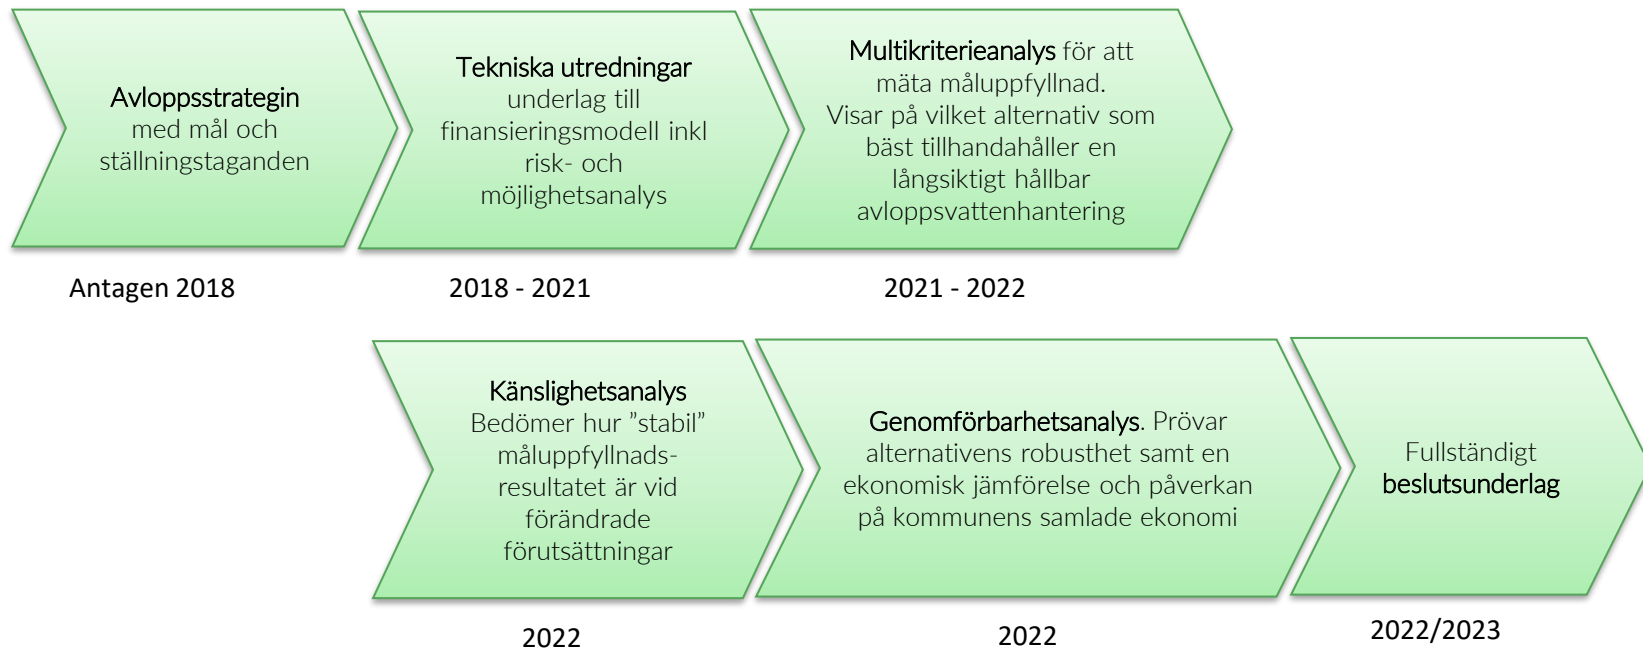 Avloppsstrategin
med mål och
ställningstaganden
Tekniska utredningar
underlag till
finansieringsmodell inkl
risk- och
möjlighetsanalys
Multikriterieanalys för att
mäta måluppfyllnad.
Visar på vilket alternativ som
bäst tillhandahåller en
långsiktigt hållbar
avloppsvattenhantering
Antagen 2018
2018 - 2021
2021 - 2022
Känslighetsanalys
Bedömer hur ”stabil”
måluppfyllnads-
resultatet är vid
förändrade
förutsättningar
Genomförbarhetsanalys. Prövar
alternativens robusthet samt en
ekonomisk jämförelse och påverkan
på kommunens samlade ekonomi
Fullständigt
beslutsunderlag
2022
2022
2022/2023